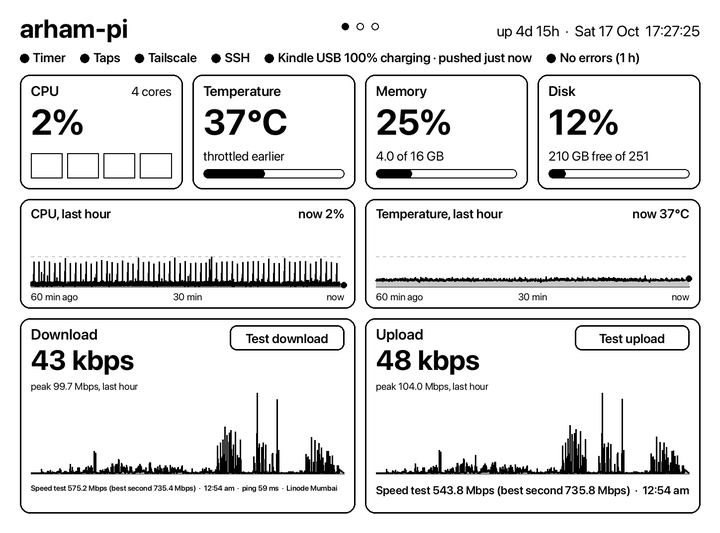 arham-pi
up 4d 15h · Sat 17 Oct 17:27:25
Timer Taps Tailscale SSH Kindle USB 100% charging · pushed just now No errors (1 h)
CPU 4 cores
2%
Temperature
37°C
throttled earlier
Memory
25%
4.0 of 16 GB
Disk
12%
210 GB free of 251
CPU, last hour now 2%
60 min ago 30 min now
Temperature, last hour now 37°C
60 min ago 30 min now
Download Test download
43 kbps
peak 99.7 Mbps, last hour
Speed test 575.2 Mbps (best second 735.4 Mbps) · 12:54 am · ping 59 ms · Linode Mumbai
Upload Test upload
48 kbps
peak 104.0 Mbps, last hour
Speed test 543.8 Mbps (best second 735.8 Mbps) · 12:54 am